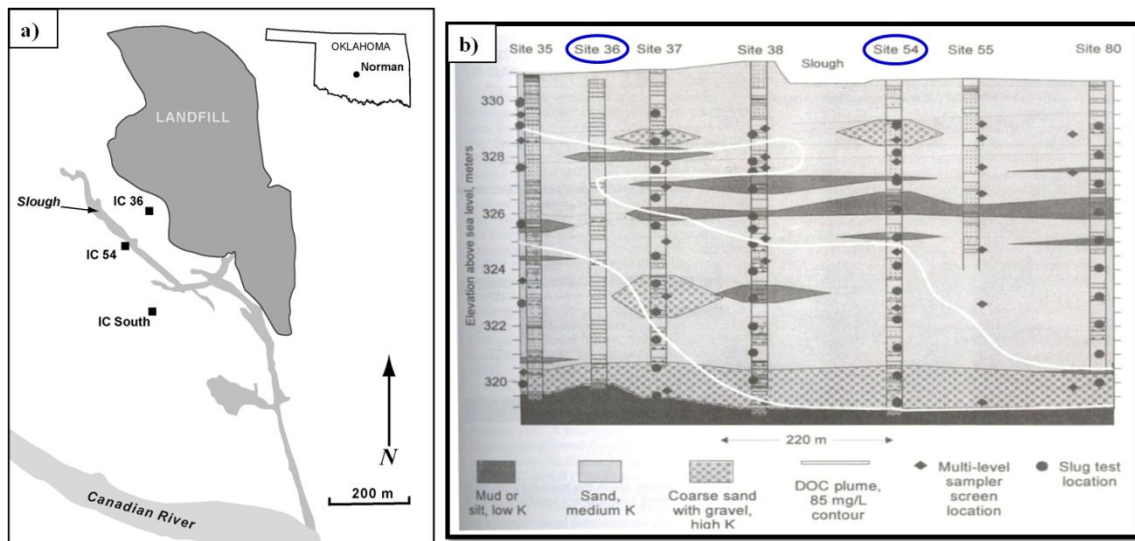 a)
OKLAHOMA
Norman
LANDFILL
Slough
IC 36
IC 54
IC South
N
200 m
Canadian River
b)
Site 35 Site 36 Site 37 Site 38 Site 54 Site 55 Site 80
Slough
Elevation above sea level, meters
330
328
326
324
322
320
220 m
Mud or
silt, low K
Sand,
medium K
Coarse sand
with gravel,
high K
DOC plume,
85 mg/L
contour
Multi-level
sampler
screen
location
Slug test
location